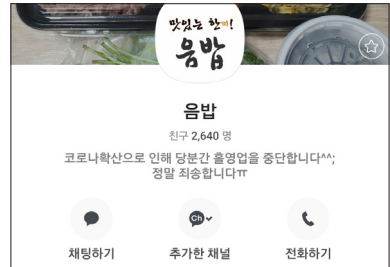 맛있는 한끼!
음밥
음밥
친구 2,640 명
코로나확산으로 인해 당분간 홀영업을 중단합니다^^;
정말 죄송합니다ㅠ
Ch
채팅하기
추가한 채널
전화하기